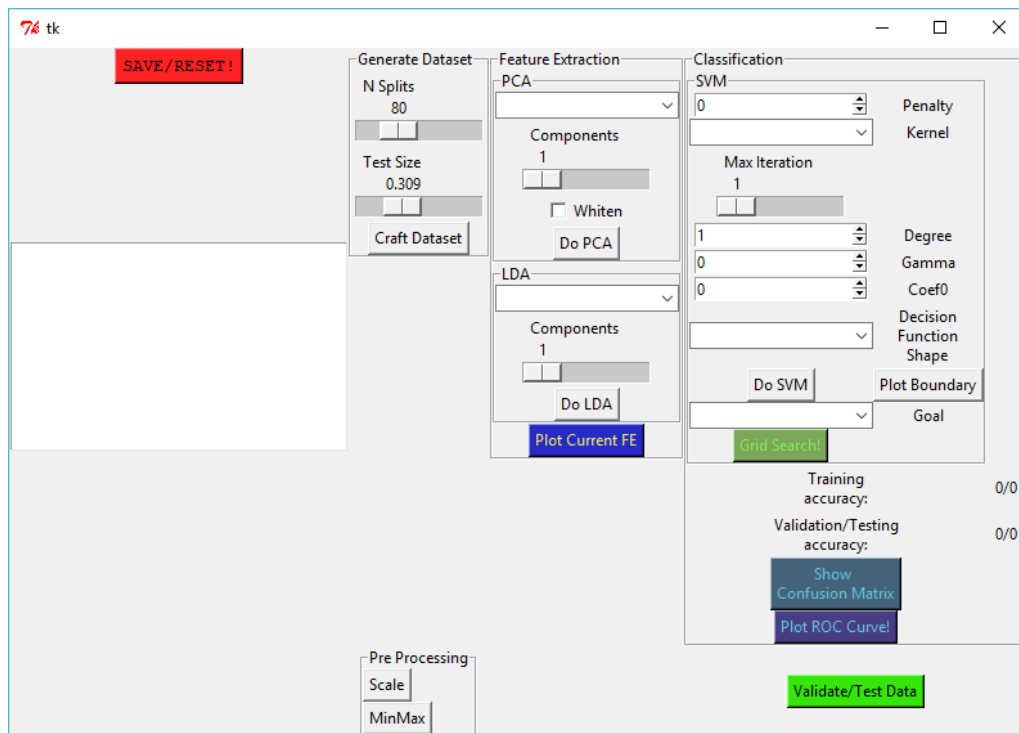 tk
SAVE/RESET!
Generate Dataset
N Splits
80
Test Size
0.309
Craft Dataset
Feature Extraction
PCA
Components
1
Whiten
Do PCA
LDA
Components
1
Do LDA
Plot Current FE
Classification
SVM
0 Penalty
Kernel
Max Iteration
1
1 Degree
0 Gamma
0 Coef0
Decision
Function
Shape
Do SVM Plot Boundary
Goal
Grid Search!
Training
accuracy: 0/0
Validation/Testing
accuracy: 0/0
Show
Confusion Matrix
Plot ROC Curve!
Pre Processing
Scale
MinMax
Validate/Test Data